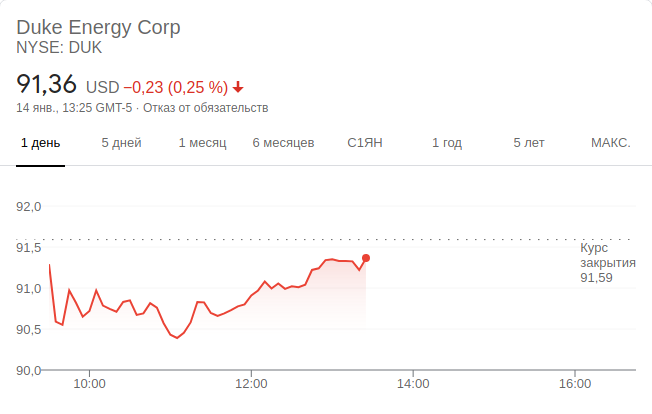 Duke Energy Corp
NYSE: DUK
91,36 USD −0,23 (0,25 %)
14 янв., 13:25 GMT-5 · Отказ от обязательств
1 день 5 дней 1 месяц 6 месяцев С1ЯН 1 год 5 лет МАКС.
92,0
91,5
Курс
закрытия
91,59
91,0
90,5
90,0
10:00 12:00 14:00 16:00